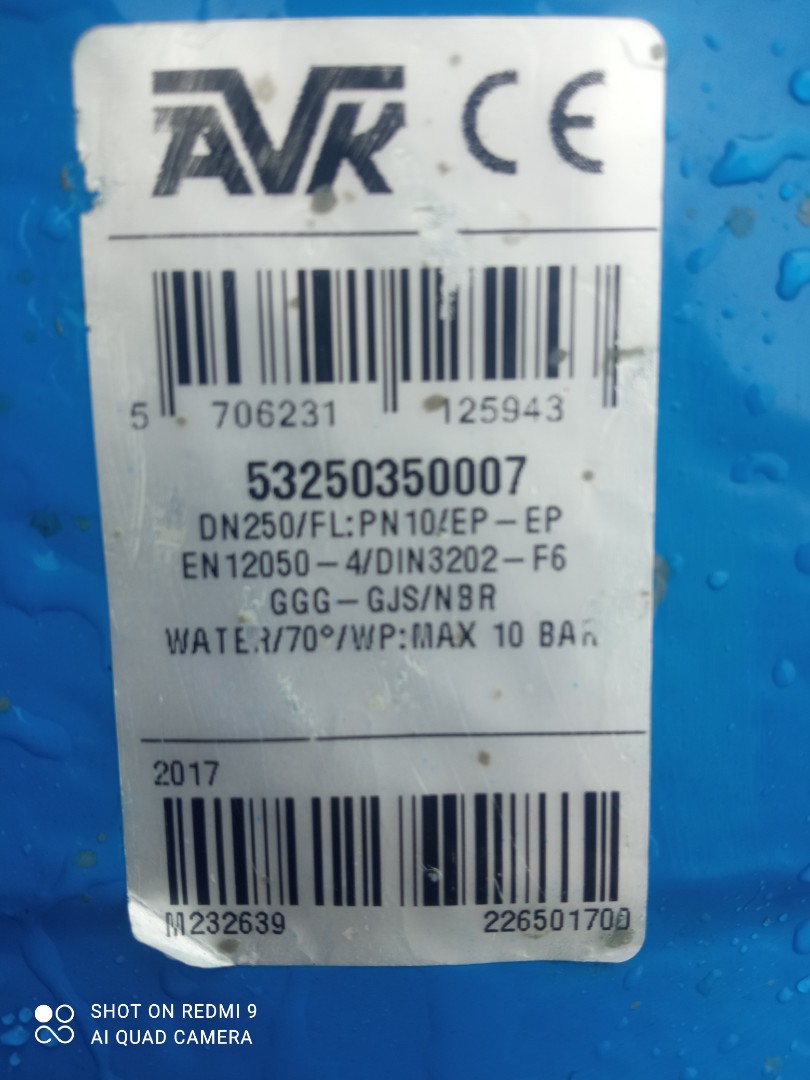 AVK CE
5 706231 125943
53250350007
DN250/FL:PN10/EP-EP
EN12050-4/DIN3202-F6
GGG-GJS/NBR
WATER/70°/WP:MAX 10 BAR
2017
M232639 226501700
SHOT ON REDMI 9
AI QUAD CAMERA